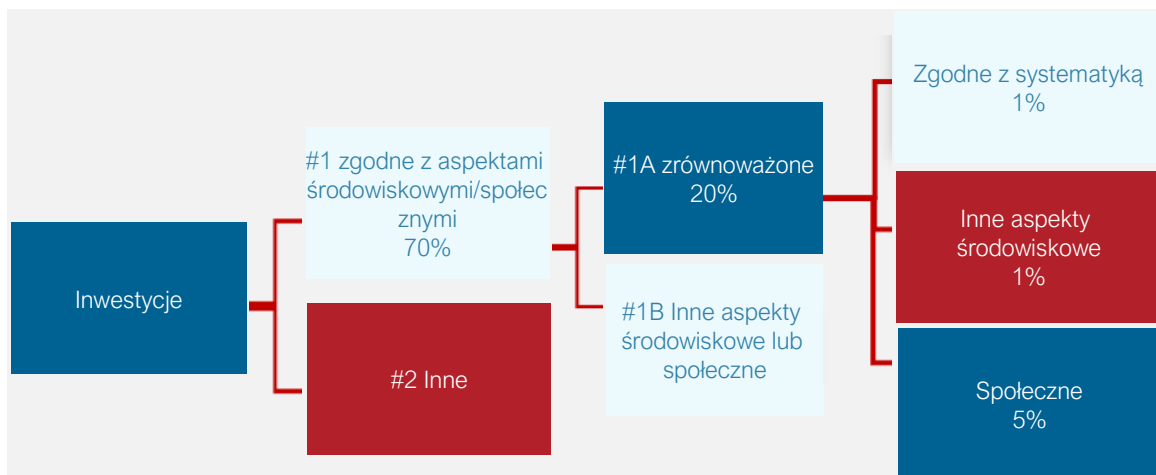 Inwestycje
#1 zgodne z aspektami
środowiskowymi/społec
znymi
70%
#2 Inne
#1A zrównoważone
20%
#1B Inne aspekty
środowiskowe lub
społeczne
Zgodne z systematyką
1%
Inne aspekty
środowiskowe
1%
Społeczne
5%